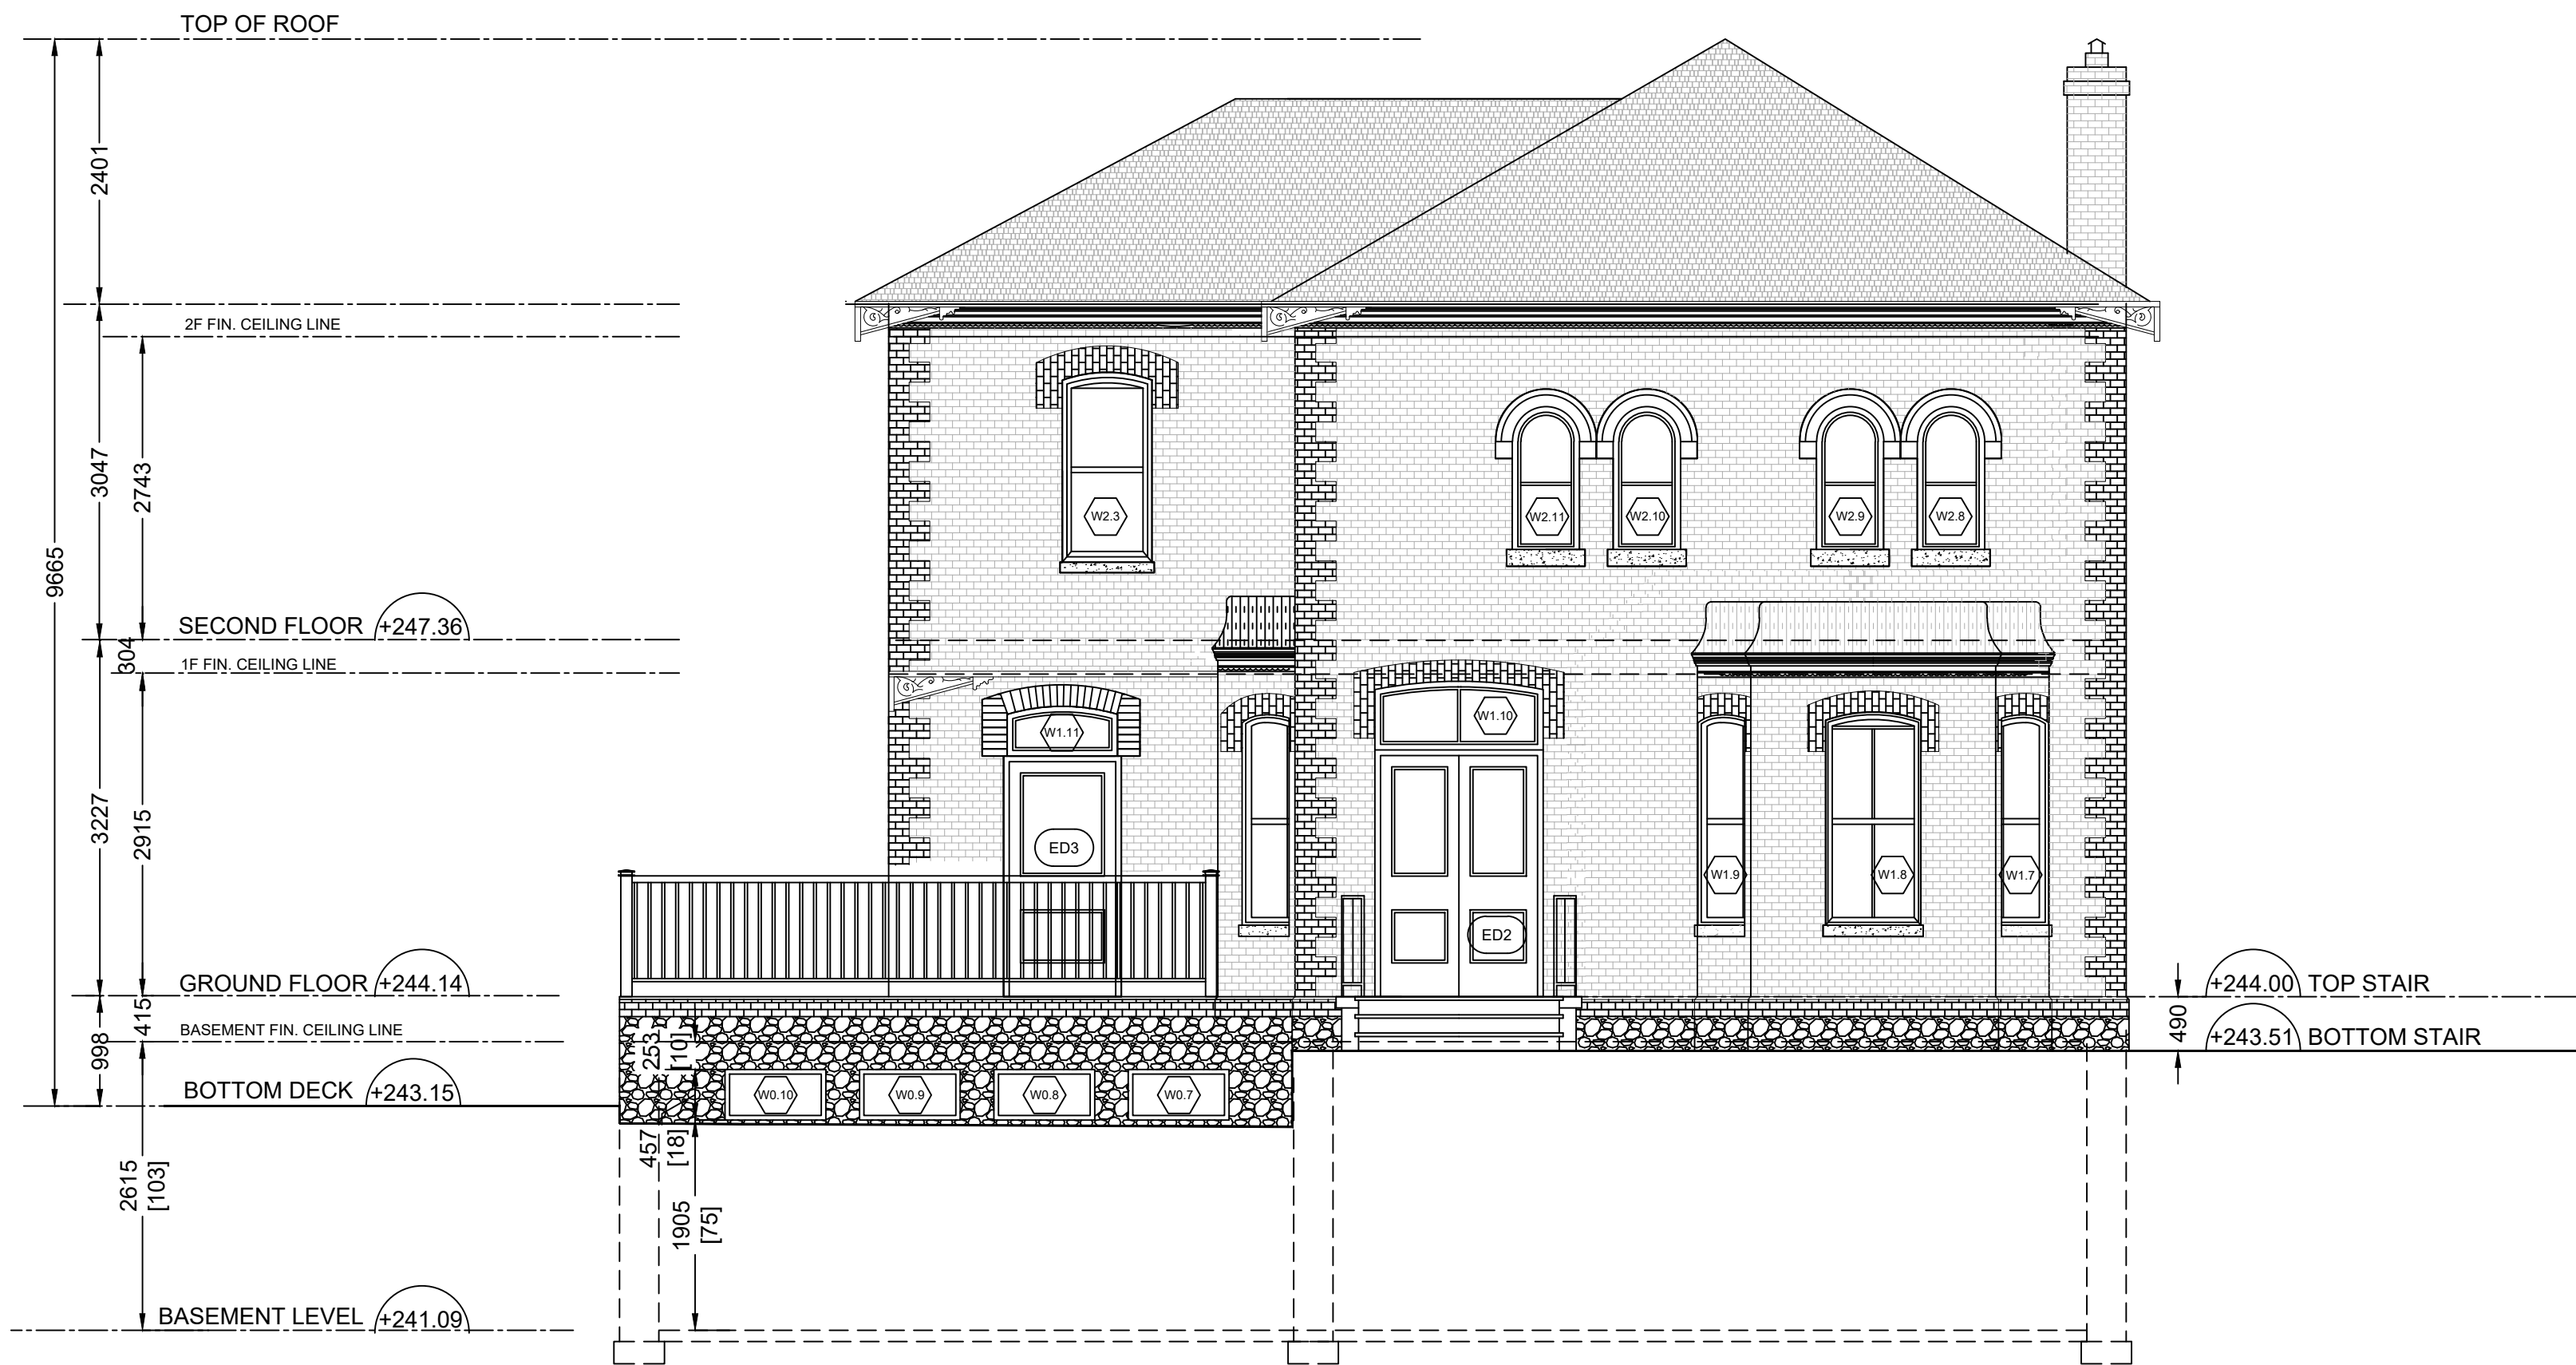 TOP OF ROOF
2401
2F FIN. CEILING LINE
3047
2743
9665
W2.3
W2.11
W2.10
W2.9
W2.8
SECOND FLOOR +247.36
304
1F FIN. CEILING LINE
3227
2915
W1.11
W1.10
ED3
W1.9
W1.8
W1.7
ED2
GROUND FLOOR +244.14
+244.00 TOP STAIR
415
998
BASEMENT FIN. CEILING LINE
253
[10]
490
+243.51 BOTTOM STAIR
BOTTOM DECK +243.15
W0.10
W0.9
W0.8
W0.7
457
[18]
2615
[103]
1905
[75]
BASEMENT LEVEL +241.09